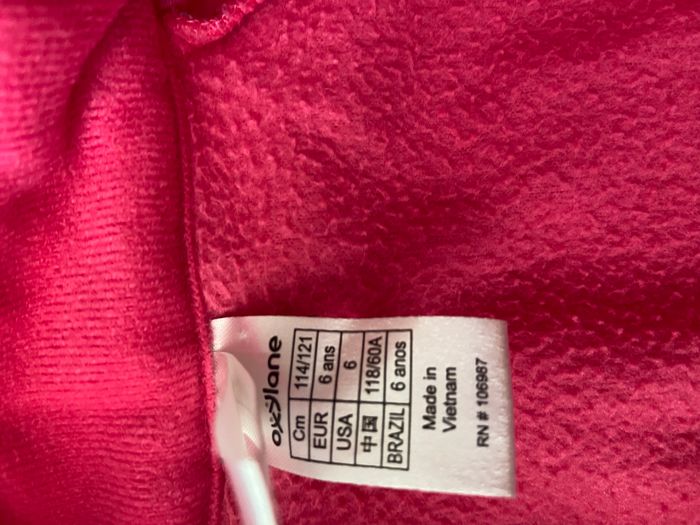 oxylane
Cm 114/121
EUR 6 ans
USA 6
中国 118/60A
BRAZIL 6 anos
Made in
Vietnam
RN # 106987